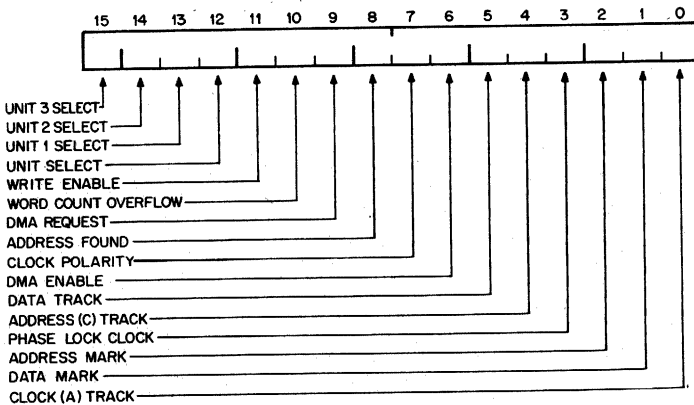 15 14 13 12 11 10 9 8 7 6 5 4 3 2 1 0
UNIT 3 SELECT
UNIT 2 SELECT
UNIT 1 SELECT
UNIT SELECT
WRITE ENABLE
WORD COUNT OVERFLOW
DMA REQUEST
ADDRESS FOUND
CLOCK POLARITY
DMA ENABLE
DATA TRACK
ADDRESS (C) TRACK
PHASE LOCK CLOCK
ADDRESS MARK
DATA MARK
CLOCK (A) TRACK